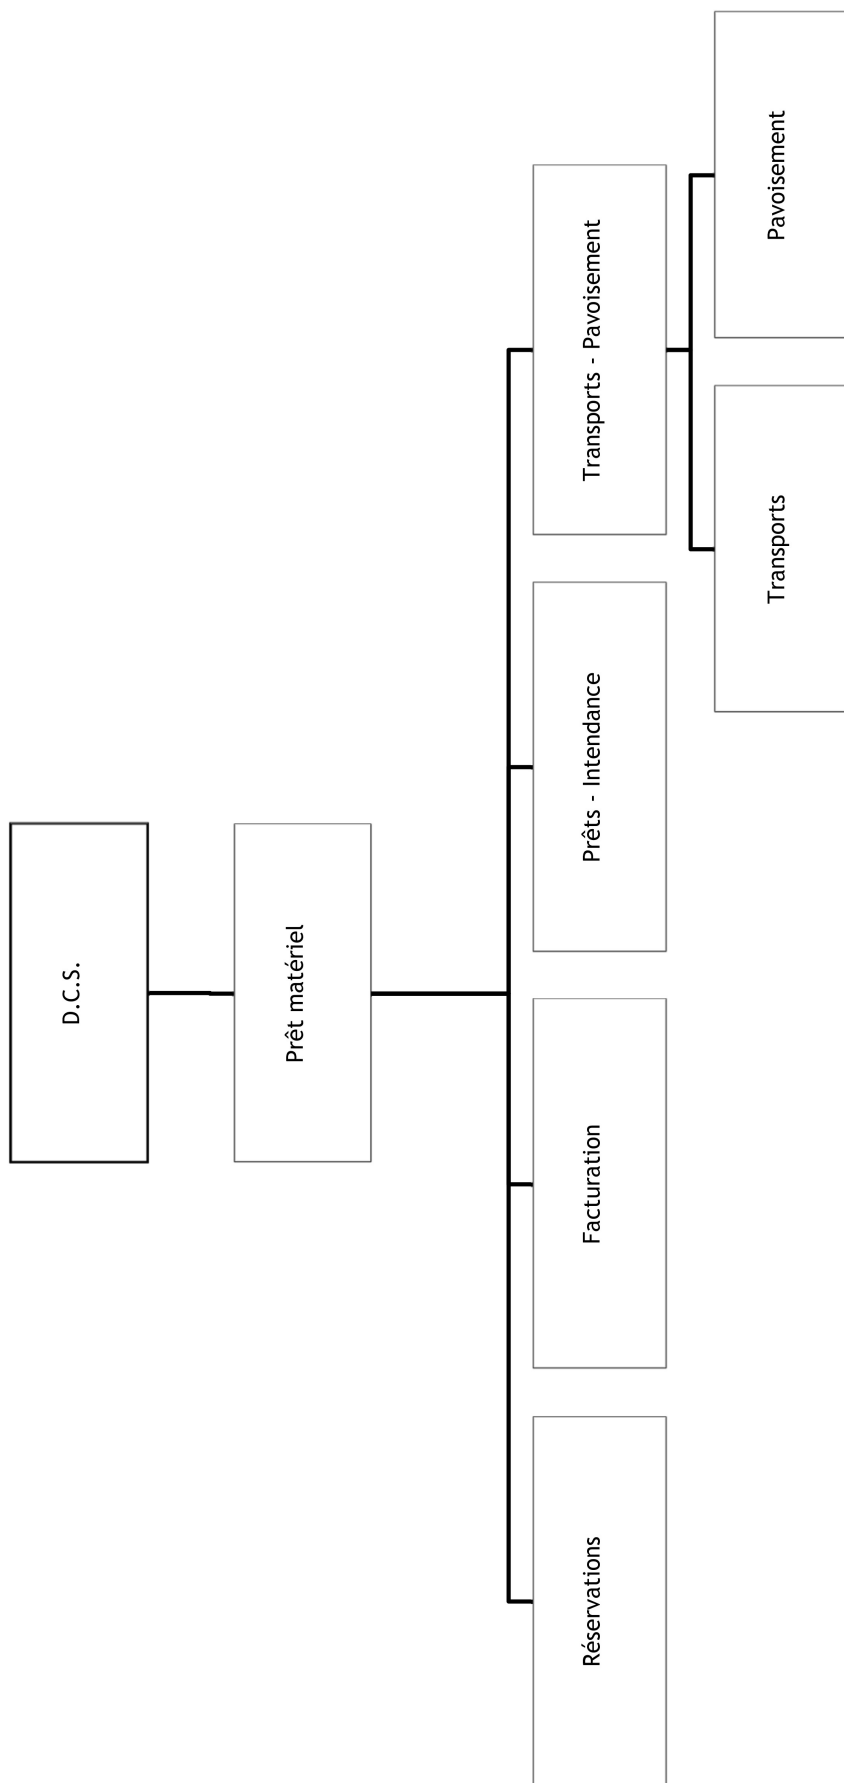 D.C.S.
Prêt matériel
Réservations
Facturation
Prêts - Intendance
Transports - Pavoisement
Transports
Pavoisement